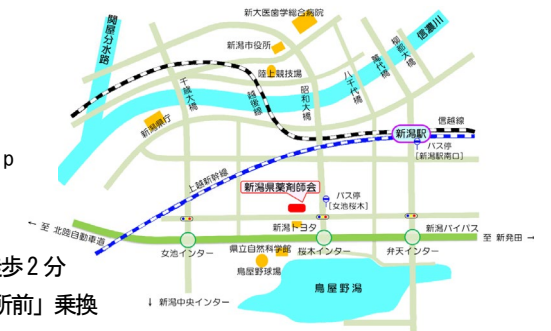 新大医歯学総合病院
関屋分水路
新潟市役所
陸上競技場
信濃川
柳都大橋
萬代橋
八千代橋
昭和大橋
越後線
千歳大橋
新潟県庁
信越線
新潟駅
バス停
[新潟駅南口]
p
上越新幹線
新潟県薬剤師会
バス停
[女池桜木]
新潟トヨタ
新潟バイパス
← 至 北陸自動車道
至 新発田 →
女池インター
県立自然科学館
桜木インター
弁天インター
鳥屋野球場
歩2分
所前」乗換
↓ 新潟中央インター
鳥屋野潟